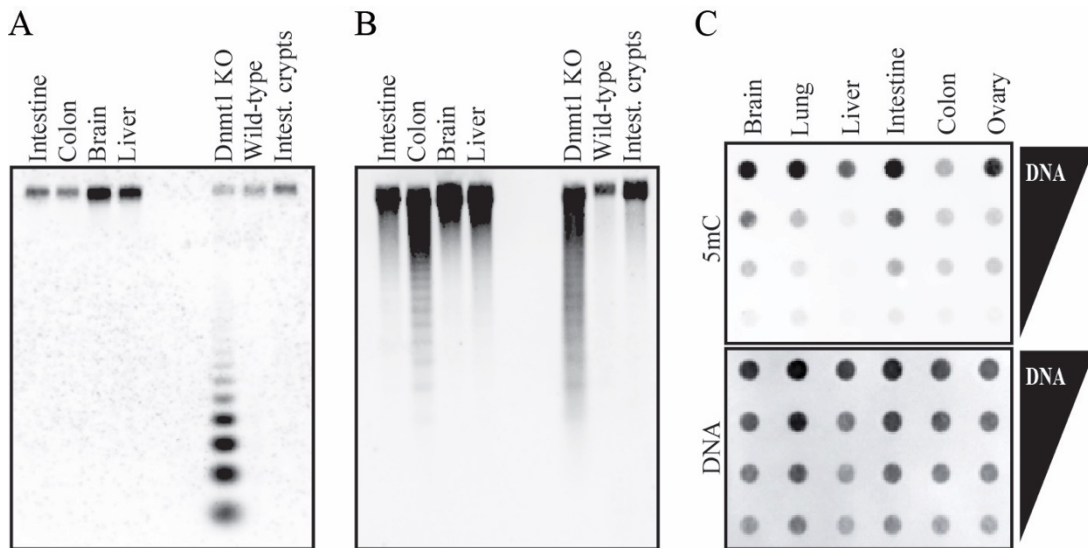 A
Intestine
Colon
Brain
Liver
Dnmt1 KO
Wild-type
Intest. crypts
B
Intestine
Colon
Brain
Liver
Dnmt1 KO
Wild-type
Intest. crypts
C
Brain
Lung
Liver
Intestine
Colon
Ovary
5mC
DNA
DNA
DNA